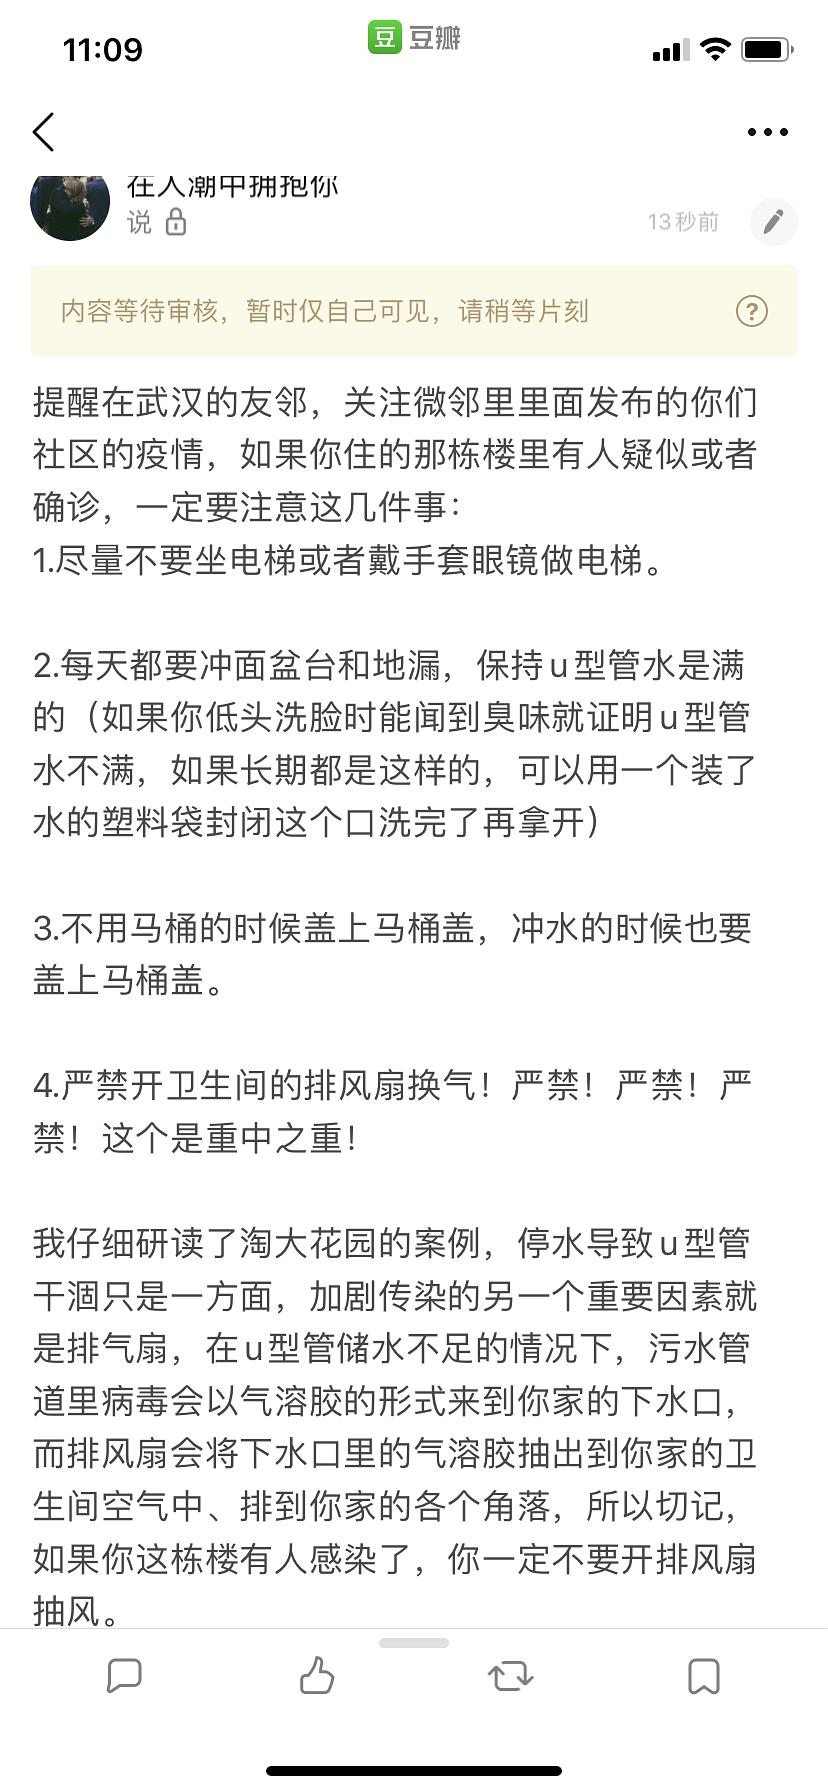 11:09
豆 豆瓣
在人潮中拥抱你
说
13秒前
内容等待审核，暂时仅自己可见，请稍等片刻
?
提醒在武汉的友邻，关注微邻里里面发布的你们
社区的疫情，如果你住的那栋楼里有人疑似或者
确诊，一定要注意这几件事：
1.尽量不要坐电梯或者戴手套眼镜做电梯。
2.每天都要冲面盆台和地漏，保持u型管水是满
的（如果你低头洗脸时能闻到臭味就证明u型管
水不满，如果长期都是这样的，可以用一个装了
水的塑料袋封闭这个口洗完了再拿开）
3.不用马桶的时候盖上马桶盖，冲水的时候也要
盖上马桶盖。
4.严禁开卫生间的排风扇换气！严禁！严禁！严
禁！这个是重中之重！
我仔细研读了淘大花园的案例，停水导致u型管
干涸只是一方面，加剧传染的另一个重要因素就
是排气扇，在u型管储水不足的情况下，污水管
道里病毒会以气溶胶的形式来到你家的下水口，
而排风扇会将下水口里的气溶胶抽出到你家的卫
生间空气中、排到你家的各个角落，所以切记，
如果你这栋楼有人感染了，你一定不要开排风扇
抽风。